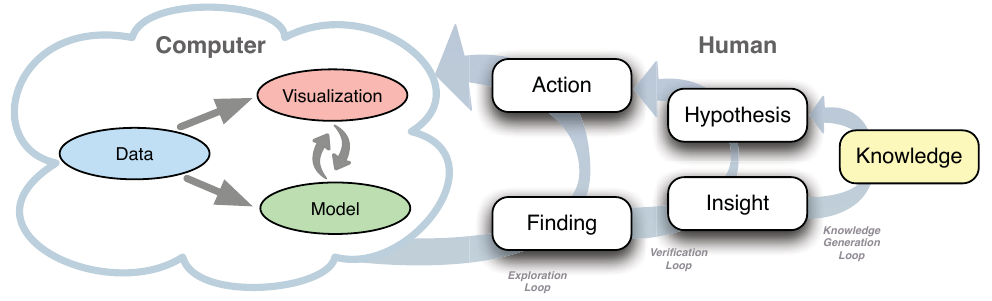 Computer
Human
Visualization
Data
Model
Action
Hypothesis
Knowledge
Finding
Insight
Exploration
Loop
Verification
Loop
Knowledge
Generation
Loop